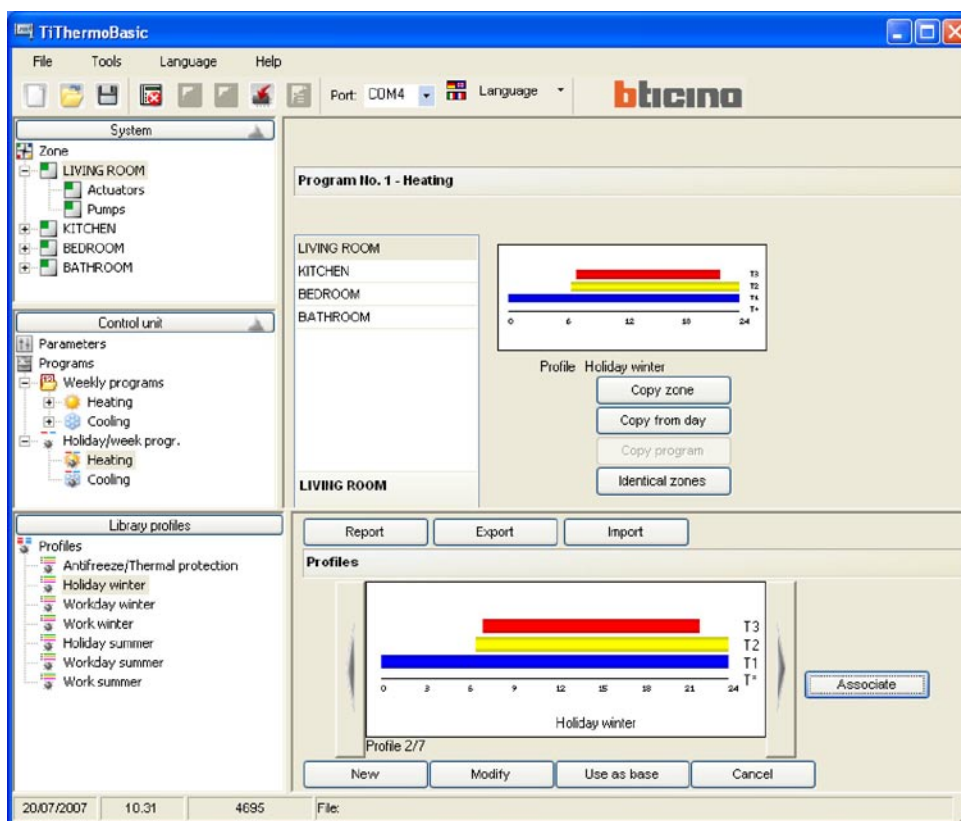 TiThermoBasic
File Tools Language Help
Port: COM4 Language bticino
System
Zone
LIVING ROOM
Actuators
Pumps
KITCHEN
BEDROOM
BATHROOM
Control unit
Parameters
Programs
Weekly programs
Heating
Cooling
Holiday/week progr.
Heating
Cooling
Library profiles
Profiles
Antifreeze/Thermal protection
Holiday winter
Workday winter
Work winter
Holiday summer
Workday summer
Work summer
Program No. 1 - Heating
LIVING ROOM
KITCHEN
BEDROOM
BATHROOM
LIVING ROOM
T3
T2
T1
T*
0 6 12 18 24
Profile Holiday winter
Copy zone
Copy from day
Copy program
Identical zones
Report Export Import
Profiles
T3
T2
T1
T*
0 3 6 9 12 15 18 21 24
Holiday winter
Profile 2/7
Associate
New Modify Use as base Cancel
20/07/2007 10.31 4695 File: